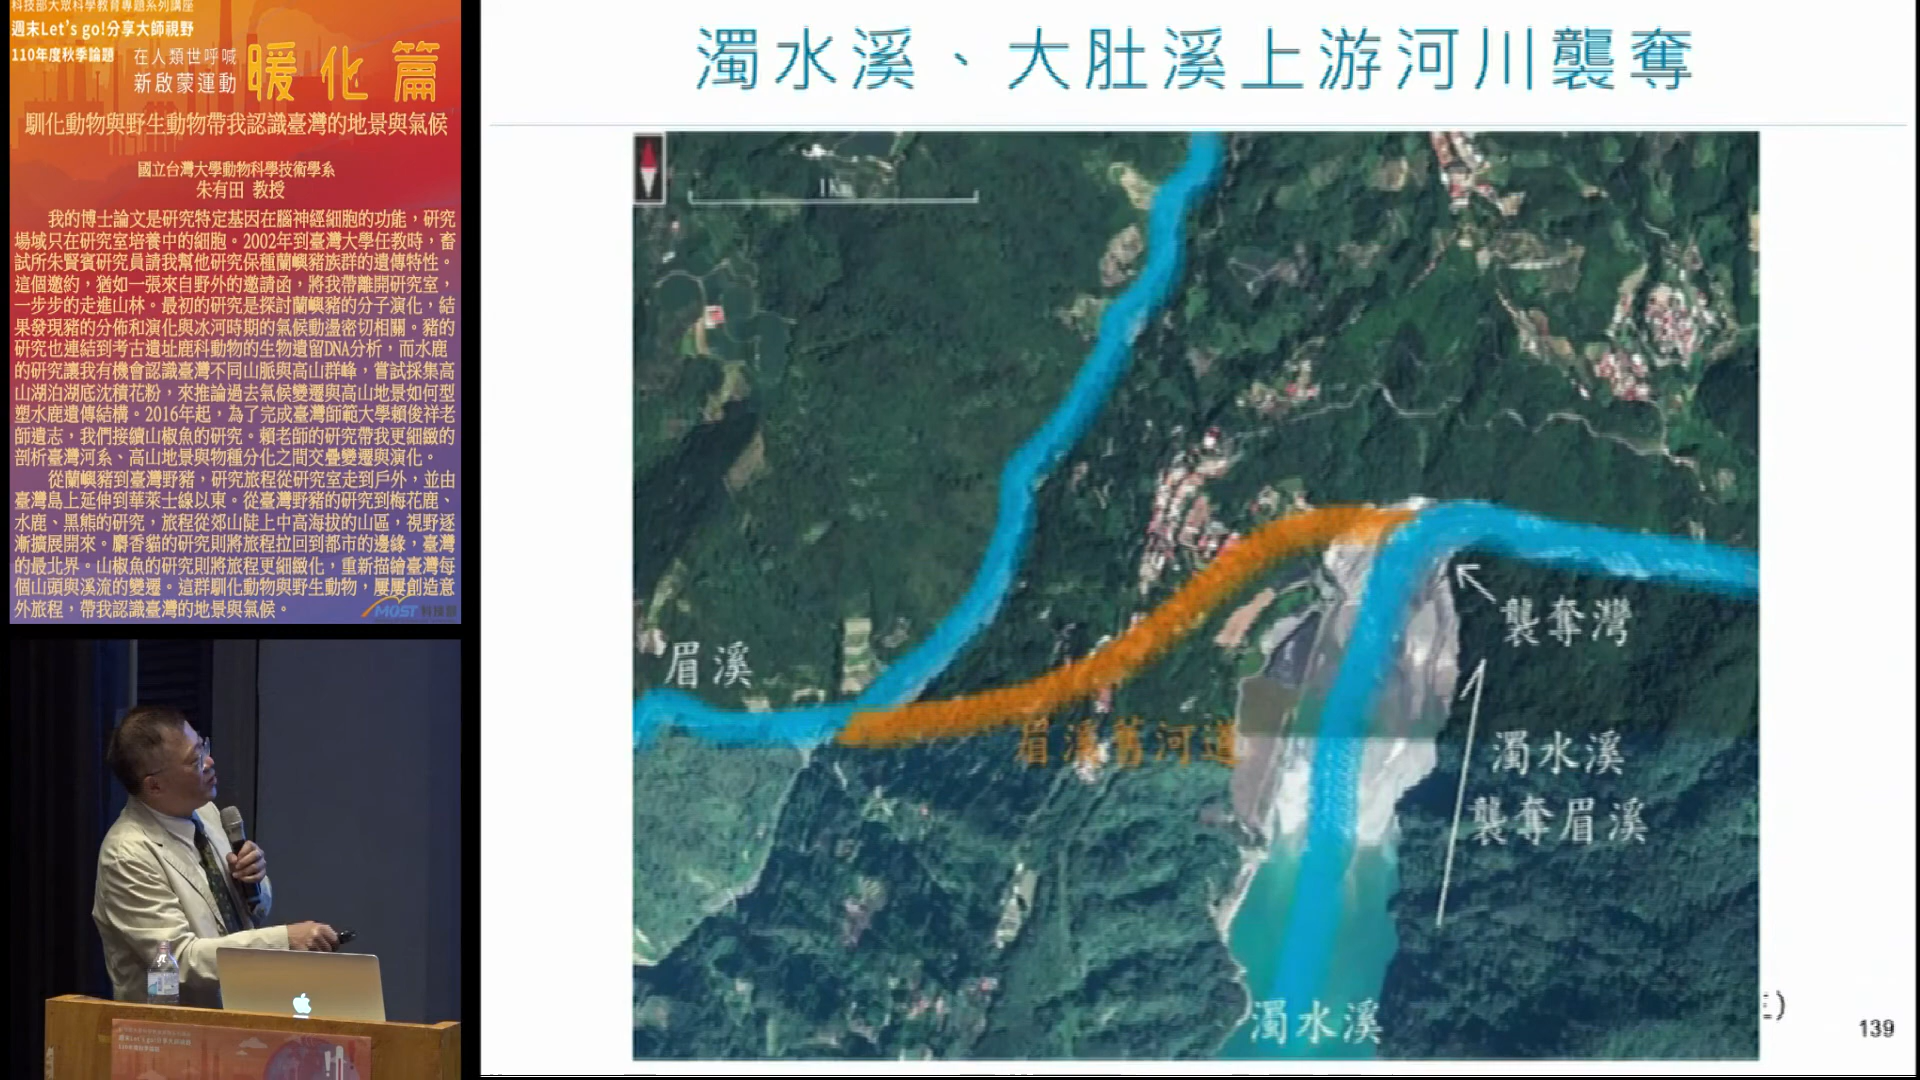 科技部大眾科學教育專題系列講座
週末Let's go!分享大師視野
110年度秋季論題
在人類世呼喊
新啟蒙運動
暖化篇
馴化動物與野生動物帶我認識臺灣的地景與氣候
國立台灣大學動物科學技術學系
朱有田 教授
我的博士論文是研究特定基因在腦神經細胞的功能，研究
場域只在研究室培養中的細胞。2002年到臺灣大學任教時，畜
試所朱賢賓研究員請我幫他研究保種蘭嶼豬族群的遺傳特性。
這個邀約，猶如一張來自野外的邀請函，將我帶離開研究室，
一步步的走進山林。最初的研究是探討蘭嶼豬的分子演化，結
果發現豬的分佈和演化與冰河時期的氣候動盪密切相關。豬的
研究也連結到考古遺址鹿科動物的生物遺留DNA分析，而水鹿
的研究讓我有機會認識臺灣不同山脈與高山群峰，嘗試採集高
山湖泊湖底沈積花粉，來推論過去氣候變遷與高山地景如何型
塑水鹿遺傳結構。2016年起，為了完成臺灣師範大學賴俊祥老
師遺志，我們接續山椒魚的研究。賴老師的研究帶我更細緻的
剖析臺灣河系、高山地景與物種分化之間交疊變遷與演化。
從蘭嶼豬到臺灣野豬，研究旅程從研究室走到戶外，並由
臺灣島上延伸到華萊士線以東。從臺灣野豬的研究到梅花鹿、
水鹿、黑熊的研究，旅程從郊山陡上中高海拔的山區，視野逐
漸擴展開來。麝香貓的研究則將旅程拉回到都市的邊緣，臺灣
的最北界。山椒魚的研究則將旅程更細緻化，重新描繪臺灣每
個山頭與溪流的變遷。這群馴化動物與野生動物，屢屢創造意
外旅程，帶我認識臺灣的地景與氣候。
MOST 科技部
濁水溪、大肚溪上游河川襲奪
1Km
襲奪灣
眉溪
眉溪舊河道
濁水溪
襲奪眉溪
濁水溪
139